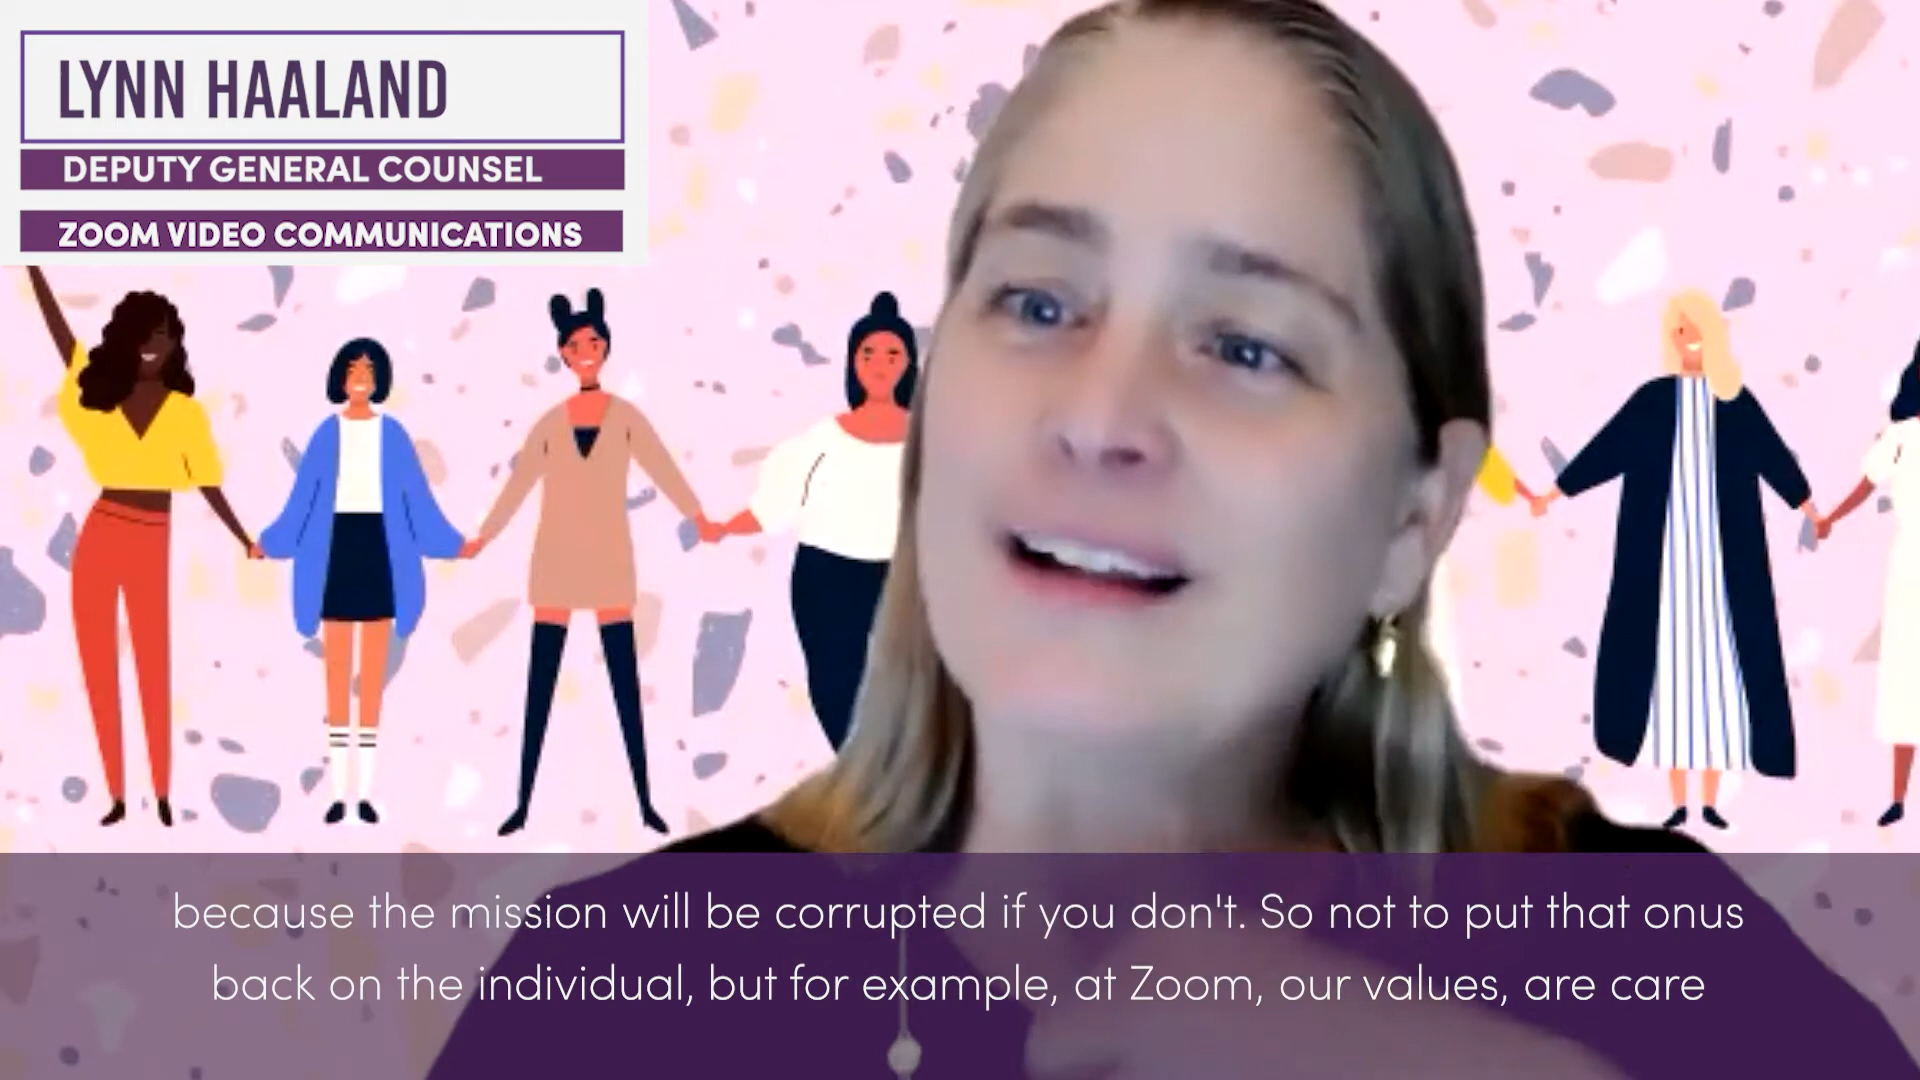 LYNN HAALAND
DEPUTY GENERAL COUNSEL
ZOOM VIDEO COMMUNICATIONS
because the mission will be corrupted if you don't. So not to put that onus
back on the individual, but for example, at Zoom, our values, are care